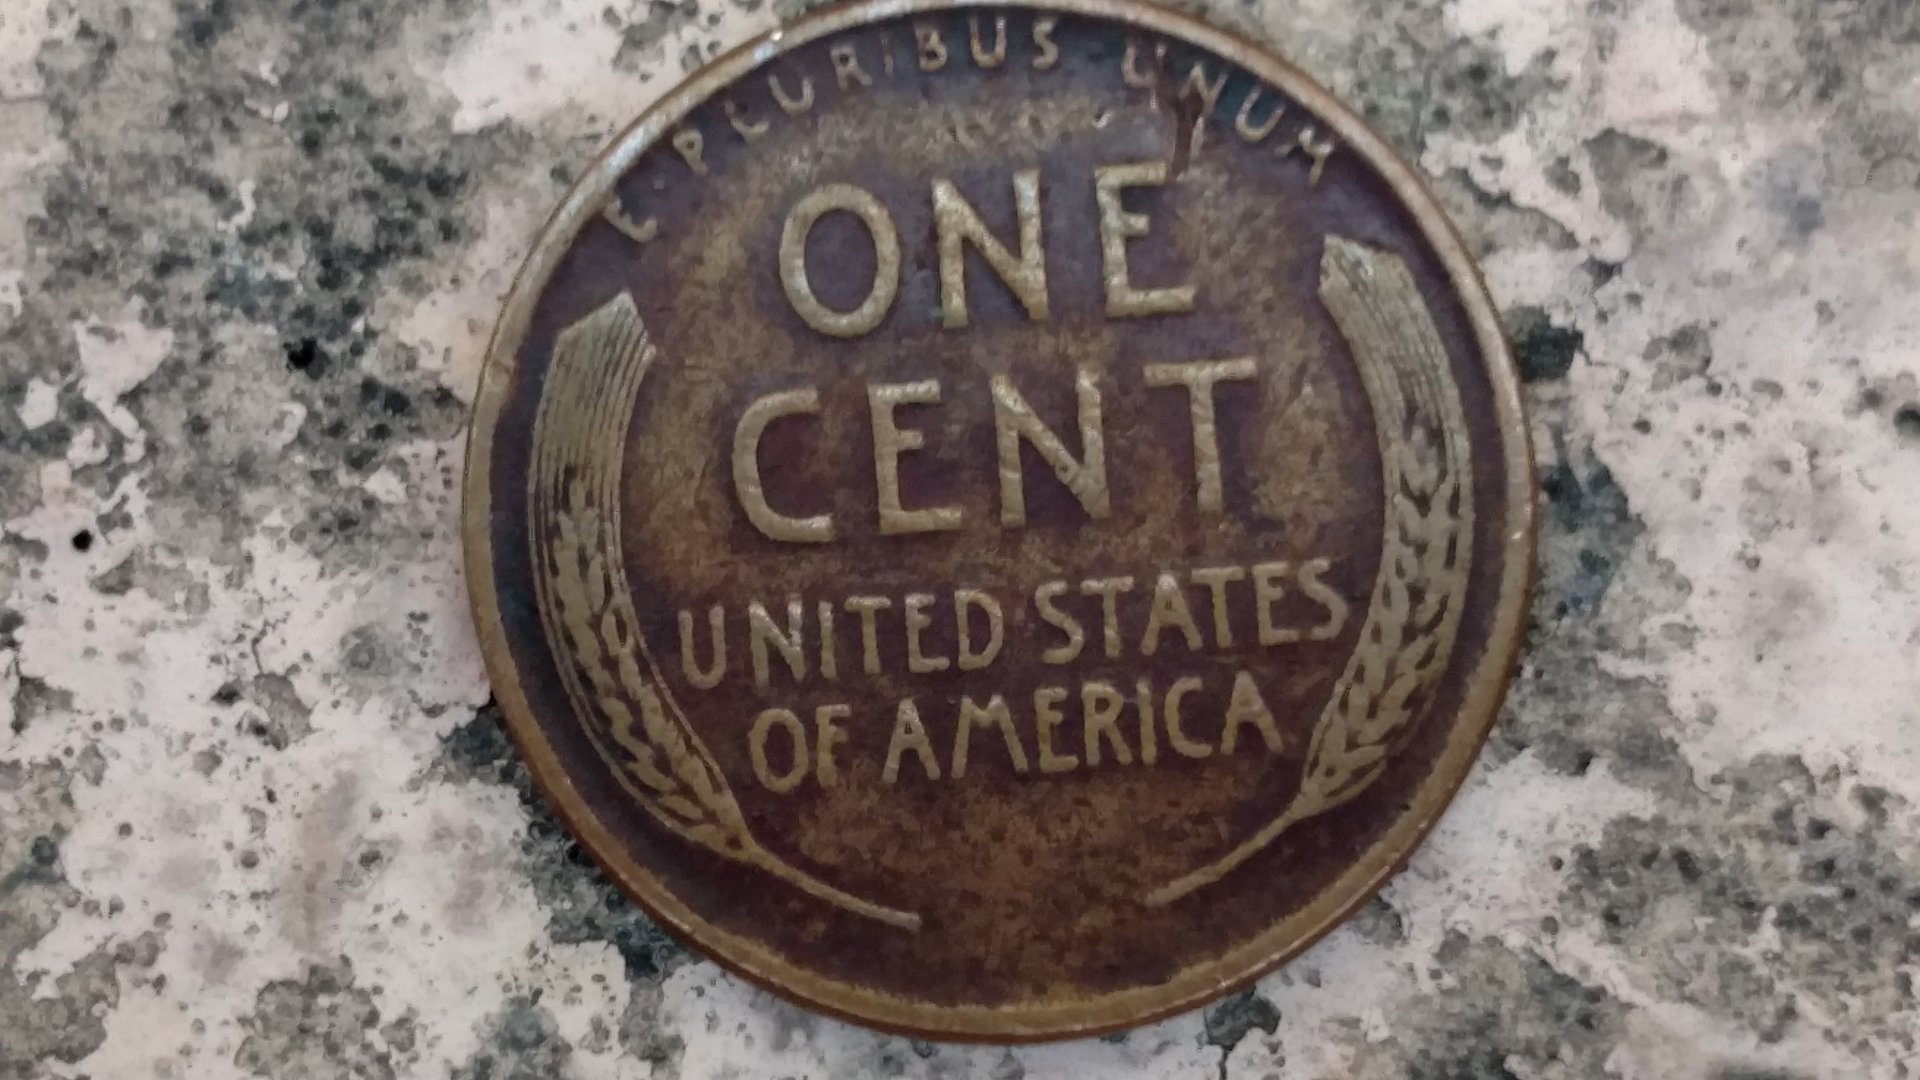 E PLURIBUS UNUM
ONE
CENT
UNITED STATES
OF AMERICA